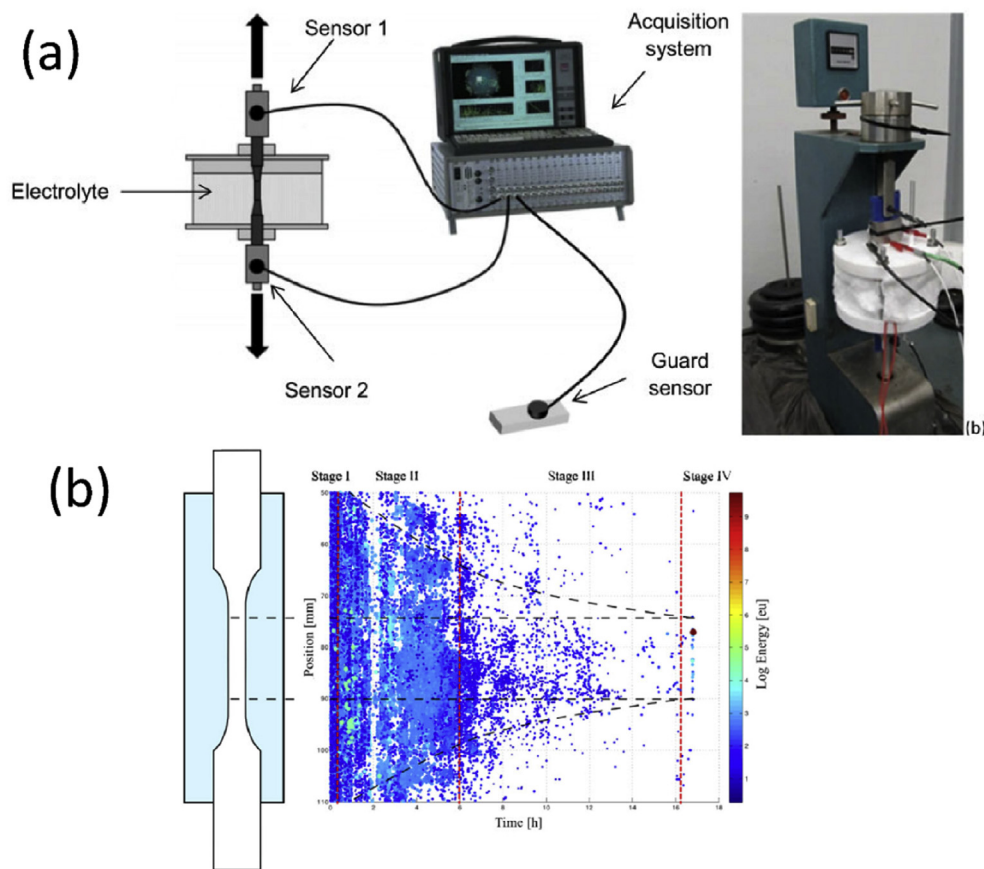 (a)
Sensor 1
Acquisition
system
Electrolyte
Sensor 2
Guard
sensor
(b)
(b)
Stage I
Stage II
Stage III
Stage IV
50
60
70
80
90
100
110
Position [mm]
0
2
4
6
8
10
12
14
16
18
Time [h]
9
8
7
6
5
4
3
2
1
Log Energy [eu]